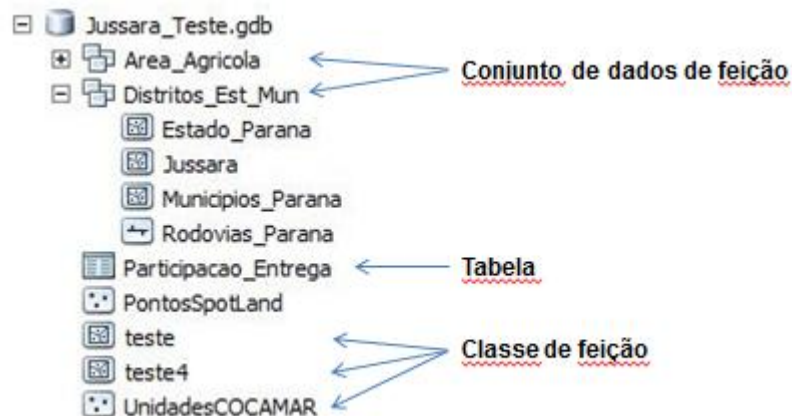 Jussara_Teste.gdb
Area_Agricola
Conjunto de dados de feição
Distritos_Est_Mun
Estado_Parana
Jussara
Municipios_Parana
Rodovias_Parana
Participacao_Entrega
Tabela
PontosSpotLand
teste
Classe de feição
teste4
UnidadesCOCAMAR